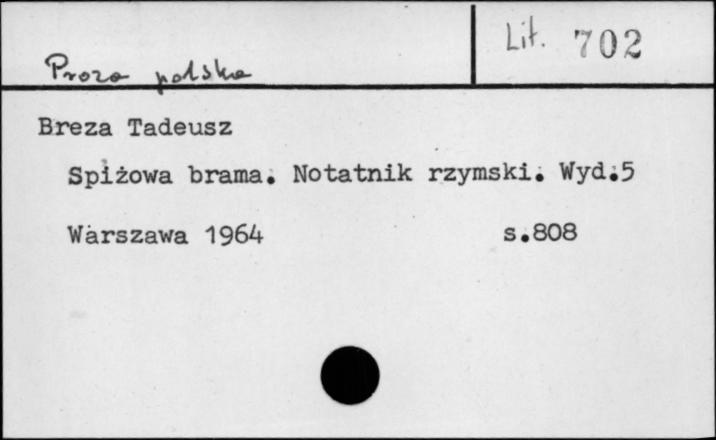 Proza polska
Lit. 702
Breza Tadeusz
Spiżowa brama. Notatnik rzymski. Wyd.5
Warszawa 1964 s.808